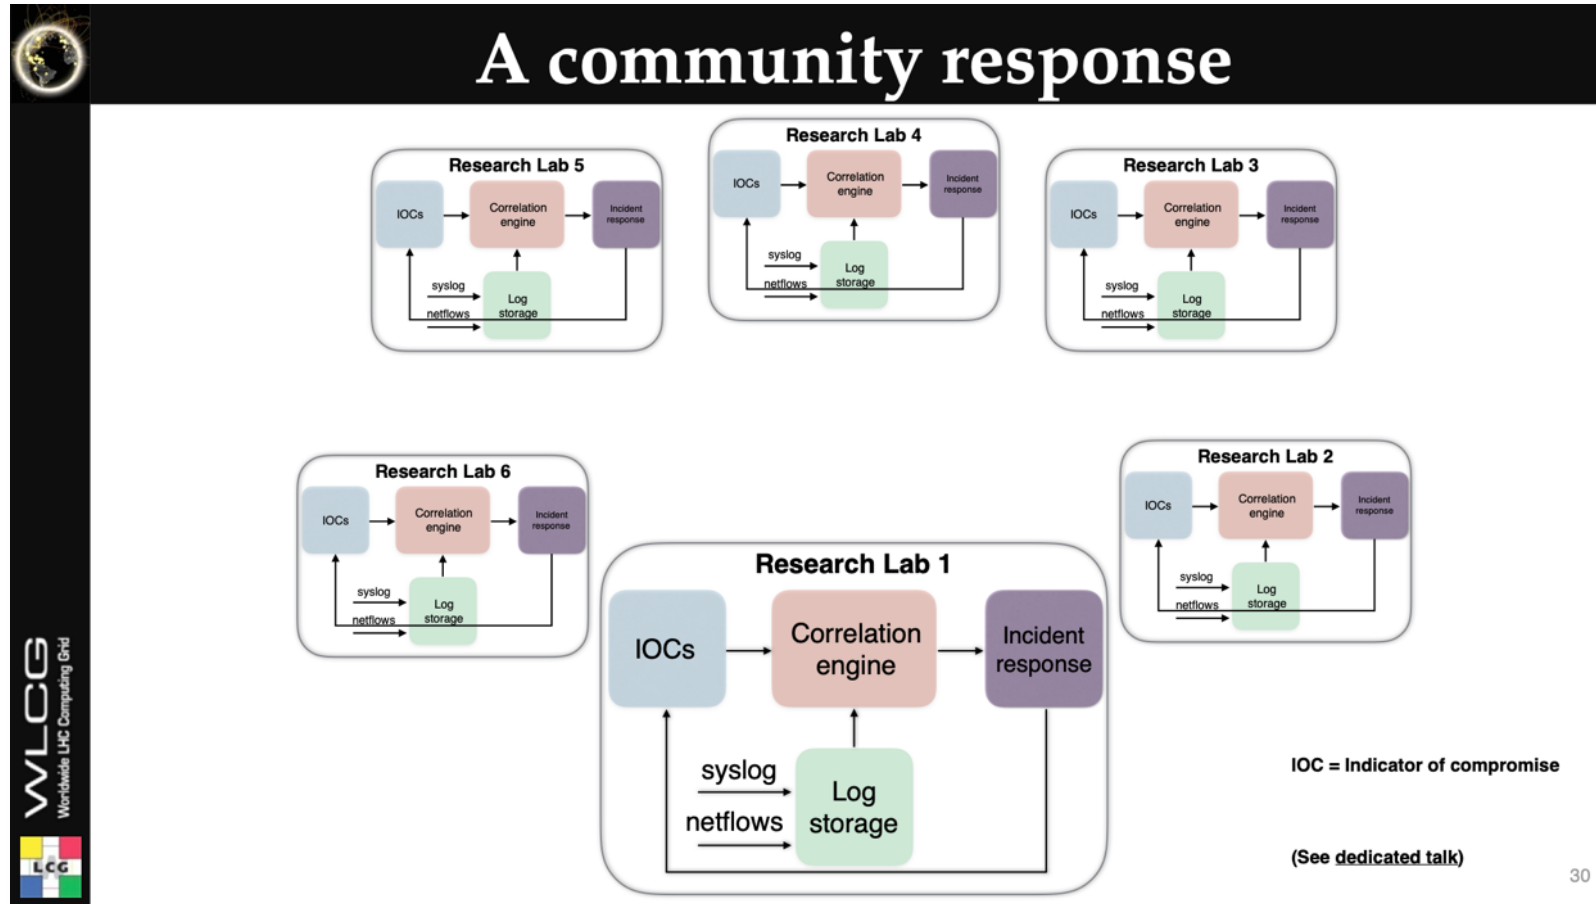 A community response
Research Lab 5
IOCs
Correlation
engine
Incident
response
syslog
netflows
Log
storage
Research Lab 4
IOCs
Correlation
engine
Incident
response
syslog
netflows
Log
storage
Research Lab 3
IOCs
Correlation
engine
Incident
response
syslog
netflows
Log
storage
Research Lab 6
IOCs
Correlation
engine
Incident
response
syslog
netflows
Log
storage
Research Lab 1
IOCs
Correlation
engine
Incident
response
syslog
netflows
Log
storage
Research Lab 2
IOCs
Correlation
engine
Incident
response
syslog
netflows
Log
storage
IOC = Indicator of compromise
(See dedicated talk)
30
WLCG
Worldwide LHC Computing Grid
LCG